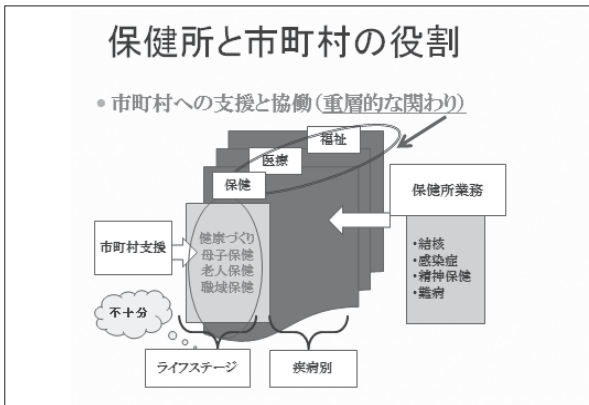 保健所と市町村の役割
●市町村への支援と協働(重層的な関わり)
福祉
医療
保健
保健所業務
市町村支援
健康づくり
母子保健
老人保健
職域保健
・結核
・感染症
・精神保健
・難病
不十分
ライフステージ
疾病別